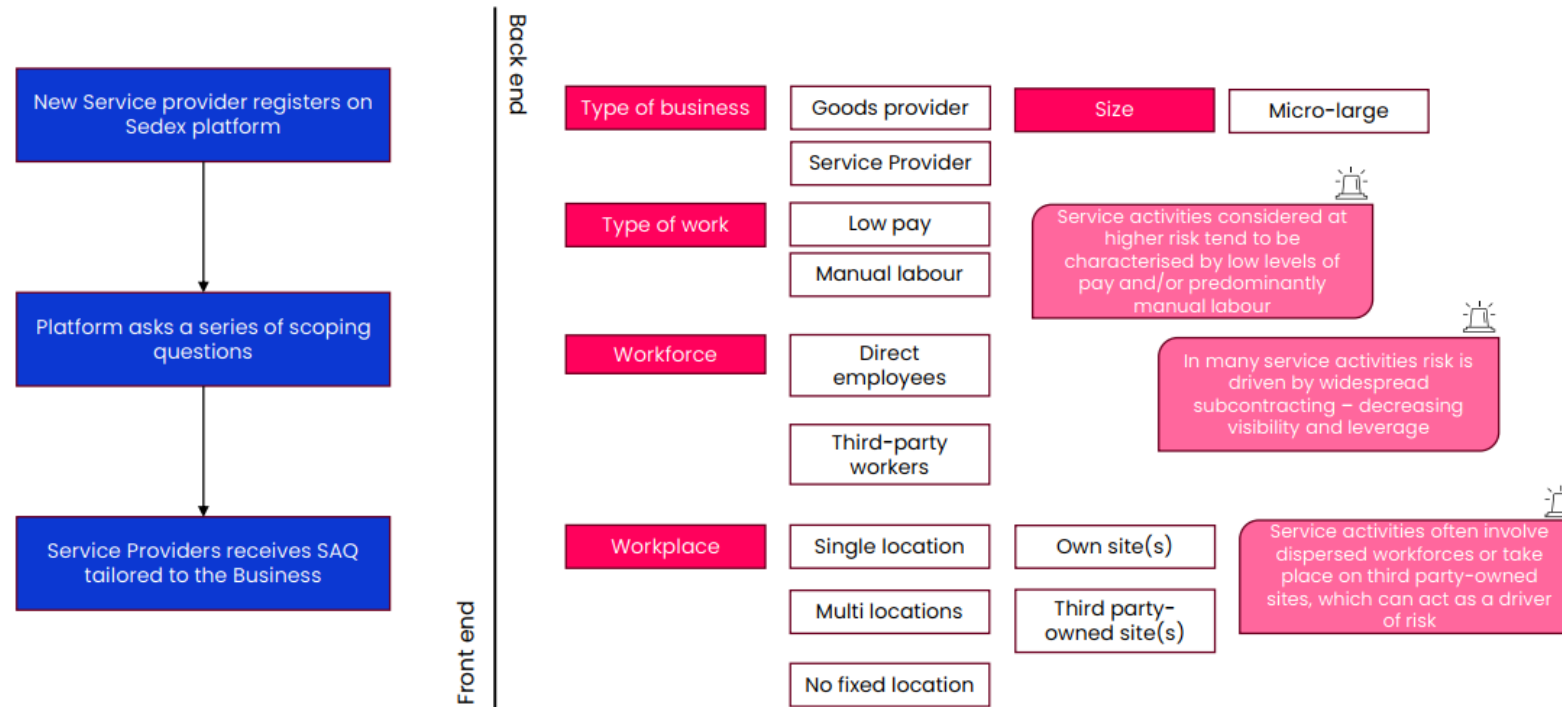 New Service provider registers on
Sedex platform
Platform asks a series of scoping
questions
Service Providers receives SAQ
tailored to the Business
Back end
Front end
Type of business
Goods provider
Size
Micro-large
Service Provider
Type of work
Low pay
Manual labour
Service activities considered at
higher risk tend to be
characterised by low levels of
pay and/or predominantly
manual labour
Workforce
Direct
employees
Third-party
workers
In many service activities risk is
driven by widespread
subcontracting – decreasing
visibility and leverage
Workplace
Single location
Own site(s)
Multi locations
Third party-
owned site(s)
No fixed location
Service activities often involve
dispersed workforces or take
place on third party-owned
sites, which can act as a driver
of risk